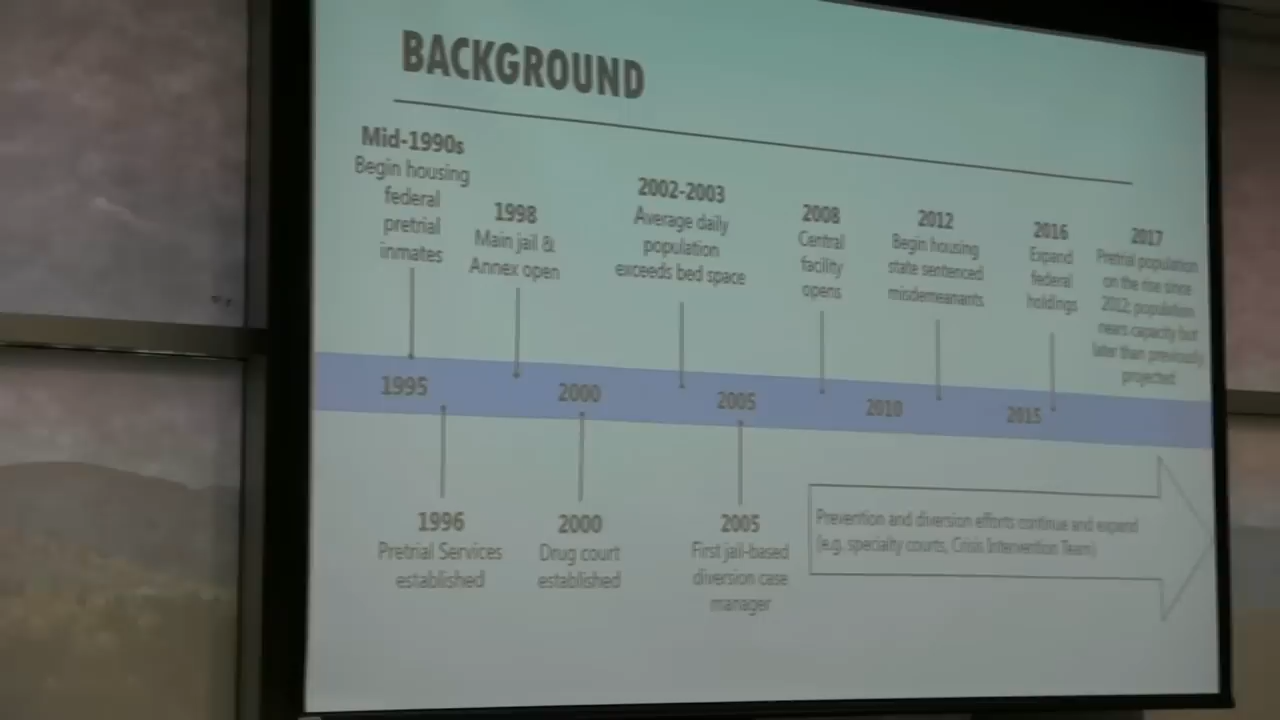 BACKGROUND
Mid-1990s
Begin housing
federal
pretrial
inmates
1998
Main jail &
Annex open
2002-2003
Average daily
population
exceeds bed space
2008
Central
facility
opens
2012
Begin housing
state sentenced
misdemeanants
2016
Expand
federal
holdings
2017
Pretrial population
on the rise since
2012; population
nears capacity but
later than previously
projected
1995
2000
2005
2010
2015
1996
Pretrial Services
established
2000
Drug court
established
2005
First jail-based
diversion case
manager
Prevention and diversion efforts continue and expend
(e.g. specialty courts, Crisis Intervention Team)